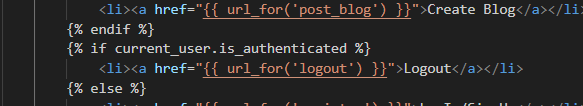 <li><a href="{{ url_for('post_blog') }}">Create Blog</a></li>
{% endif %}
{% if current_user.is_authenticated %}
<li><a href="{{ url_for('logout') }}">Logout</a></li>
{% else %}